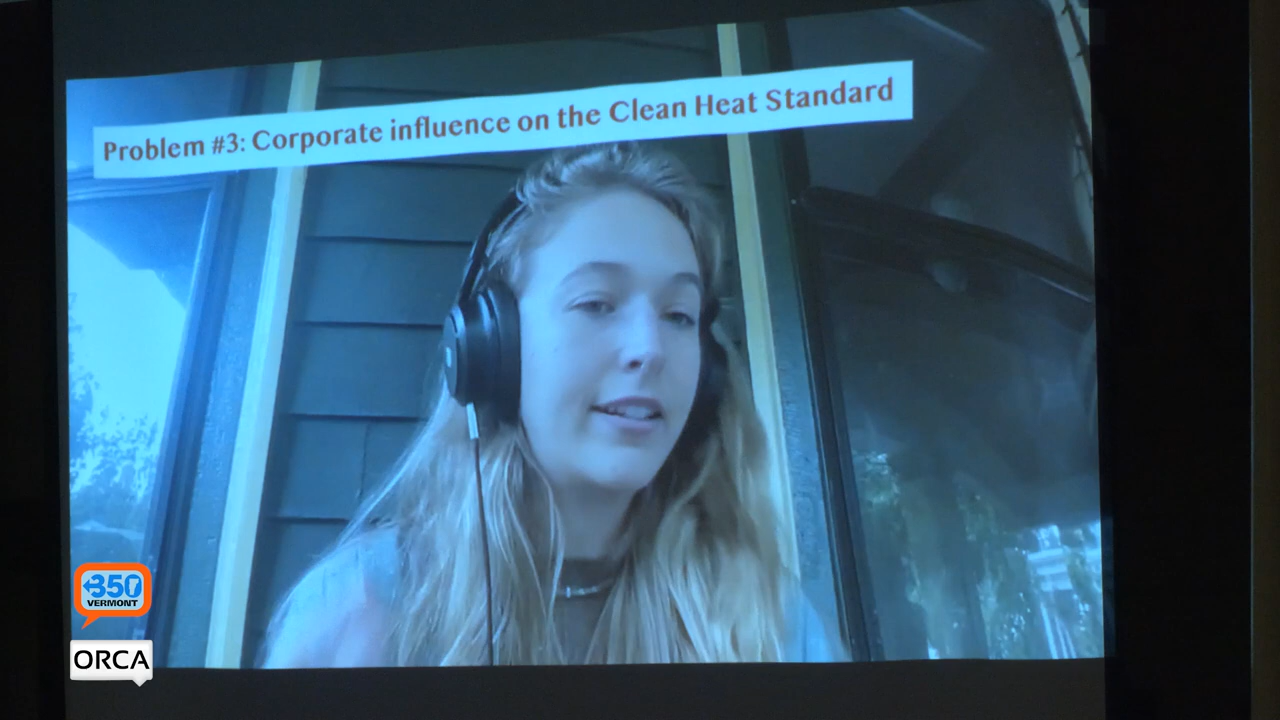 Problem #3: Corporate influence on the Clean Heat Standard
350
VERMONT
ORCA